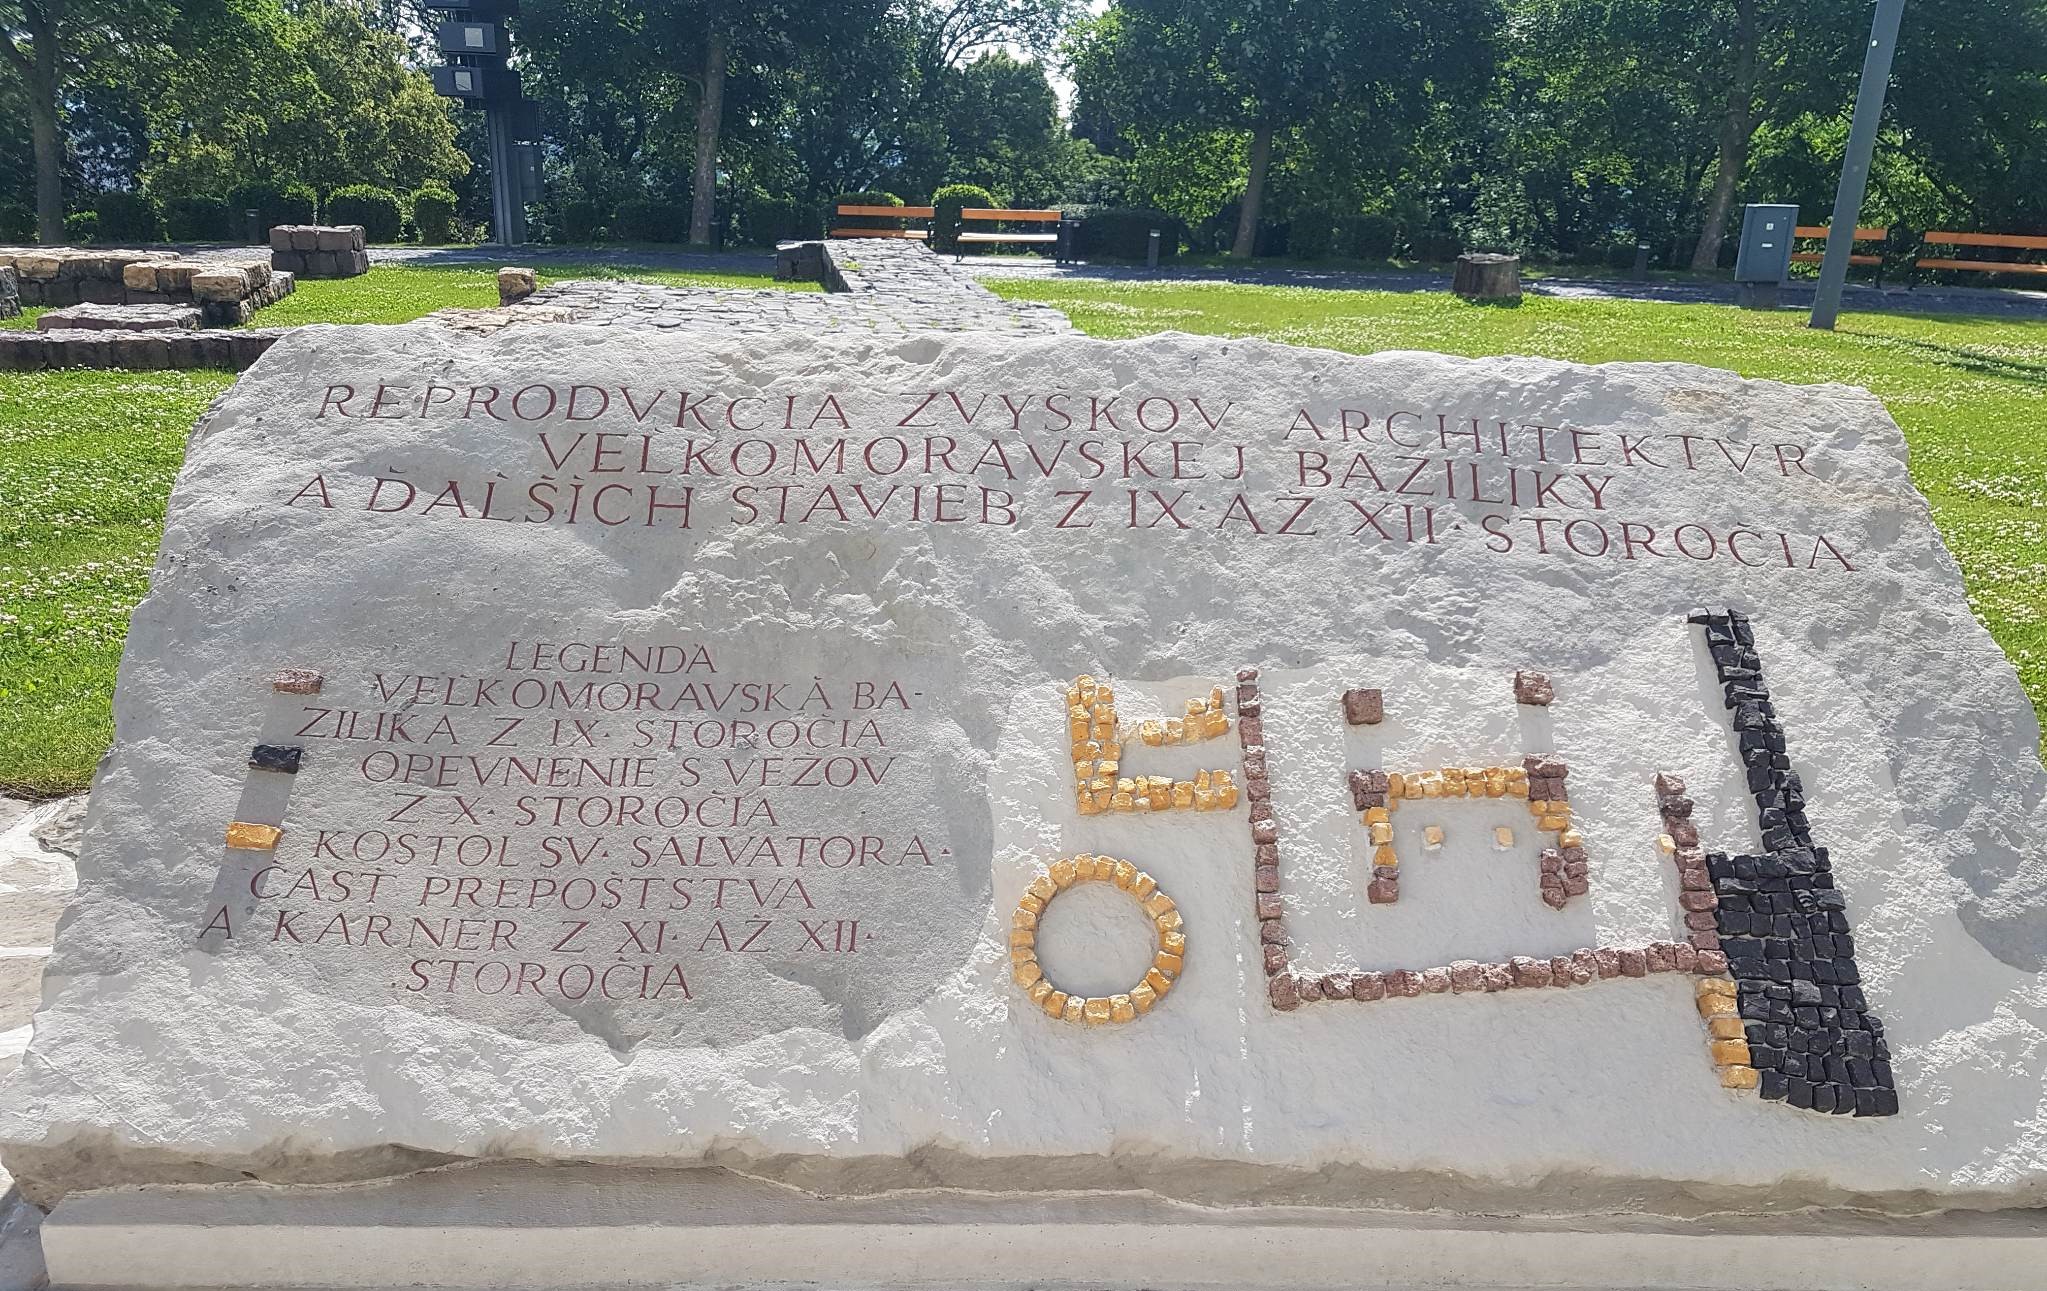 REPRODVKCIA ZVYŠKOV ARCHITEKTVR
VEĽKOMORAVSKEJ BAZILIKY
A ĎALŠÍCH STAVIEB Z IX· AŽ XII· STOROČIA
LEGENDA
VEĽKOMORAVSKÁ BA-
ZILIKA Z IX· STOROČIA
OPEVNENIE S VEŽOV
Z X· STOROČIA
KOSTOL SV· SALVATORA·
ČASŤ PREPOŠTSTVA
A KARNER Z XI· AŽ XII·
STOROČIA